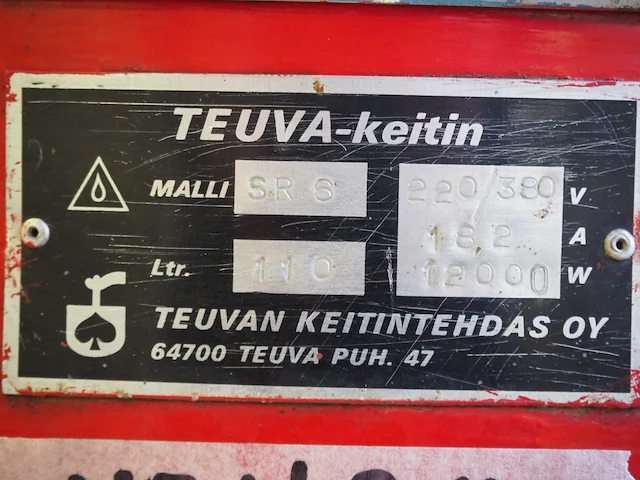 TEUVA-keitin
MALLI SR 6 220/380 V
18,2 A
Ltr. 110 12000 W
TEUVAN KEITINTEHDAS OY
64700 TEUVA PUH. 47